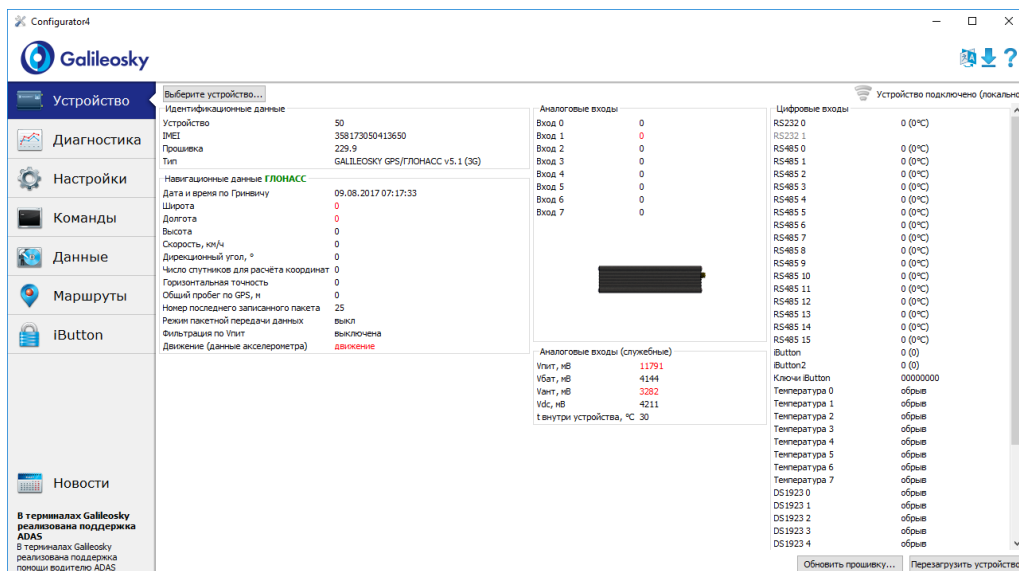 Configurator4
Galileosky
Устройство
Диагностика
Настройки
Команды
Данные
Маршруты
iButton
Новости
В терминалах Galileosky
реализована поддержка
ADAS
В терминалах Galileosky
реализована поддержка
помощи водителю ADAS
Выберите устройство...
Устройство подключено (локально
Идентификационные данные
Устройство 50
IMEI 358173050413650
Прошивка 229.9
Тип GALILEOSKY GPS/ГЛОНАСС v5.1 (3G)
Навигационные данные ГЛОНАСС
Дата и время по Гринвичу 09.08.2017 07:17:33
Широта 0
Долгота 0
Высота 0
Скорость, км/ч 0
Дирекционный угол, ° 0
Число спутников для расчёта координат 0
Горизонтальная точность 0
Общий пробег по GPS, м 0
Номер последнего записанного пакета 25
Режим пакетной передачи данных выкл
Фильтрация по Vпит выключена
Движение (данные акселерометра) движение
Аналоговые входы
Вход 0 0
Вход 1 0
Вход 2 0
Вход 3 0
Вход 4 0
Вход 5 0
Вход 6 0
Вход 7 0
Аналоговые входы (служебные)
Vпит, мВ 11791
Vбат, мВ 4144
Vант, мВ 3282
Vdc, мВ 4211
t внутри устройства, °C 30
Цифровые входы
RS232 0 0 (0°C)
RS232 1
RS485 0 0 (0°C)
RS485 1 0 (0°C)
RS485 2 0 (0°C)
RS485 3 0 (0°C)
RS485 4 0 (0°C)
RS485 5 0 (0°C)
RS485 6 0 (0°C)
RS485 7 0 (0°C)
RS485 8 0 (0°C)
RS485 9 0 (0°C)
RS485 10 0 (0°C)
RS485 11 0 (0°C)
RS485 12 0 (0°C)
RS485 13 0 (0°C)
RS485 14 0 (0°C)
RS485 15 0 (0°C)
iButton 0 (0)
iButton2 0 (0)
Ключи iButton 00000000
Температура 0 обрыв
Температура 1 обрыв
Температура 2 обрыв
Температура 3 обрыв
Температура 4 обрыв
Температура 5 обрыв
Температура 6 обрыв
Температура 7 обрыв
DS1923 0 обрыв
DS1923 1 обрыв
DS1923 2 обрыв
DS1923 3 обрыв
DS1923 4 обрыв
Обновить прошивку...
Перезагрузить устройство